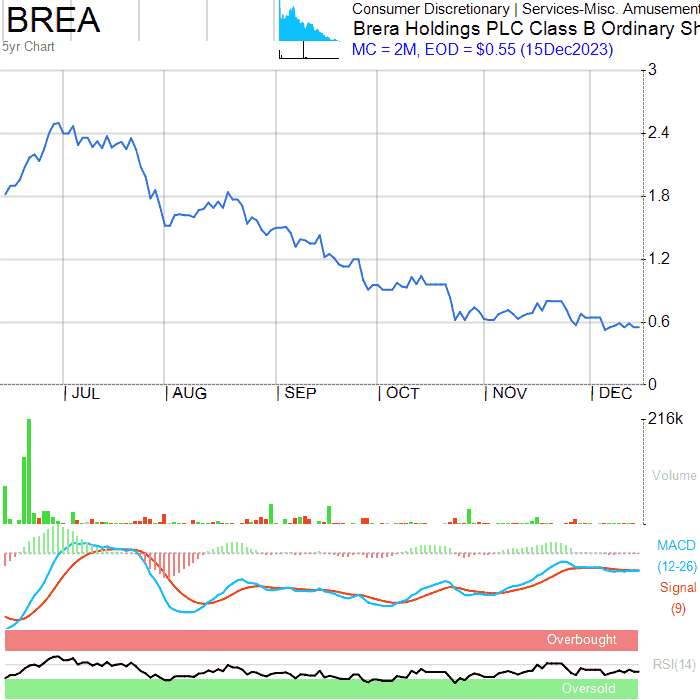 BREA
5yr Chart
Consumer Discretionary | Services-Misc. Amusement
Brera Holdings PLC Class B Ordinary Sh
MC = 2M, EOD = $0.55 (15Dec2023)
3
2.4
1.8
1.2
0.6
0
JUL
AUG
SEP
OCT
NOV
DEC
216k
Volume
MACD
(12-26)
Signal
(9)
Overbought
RSI(14)
Oversold